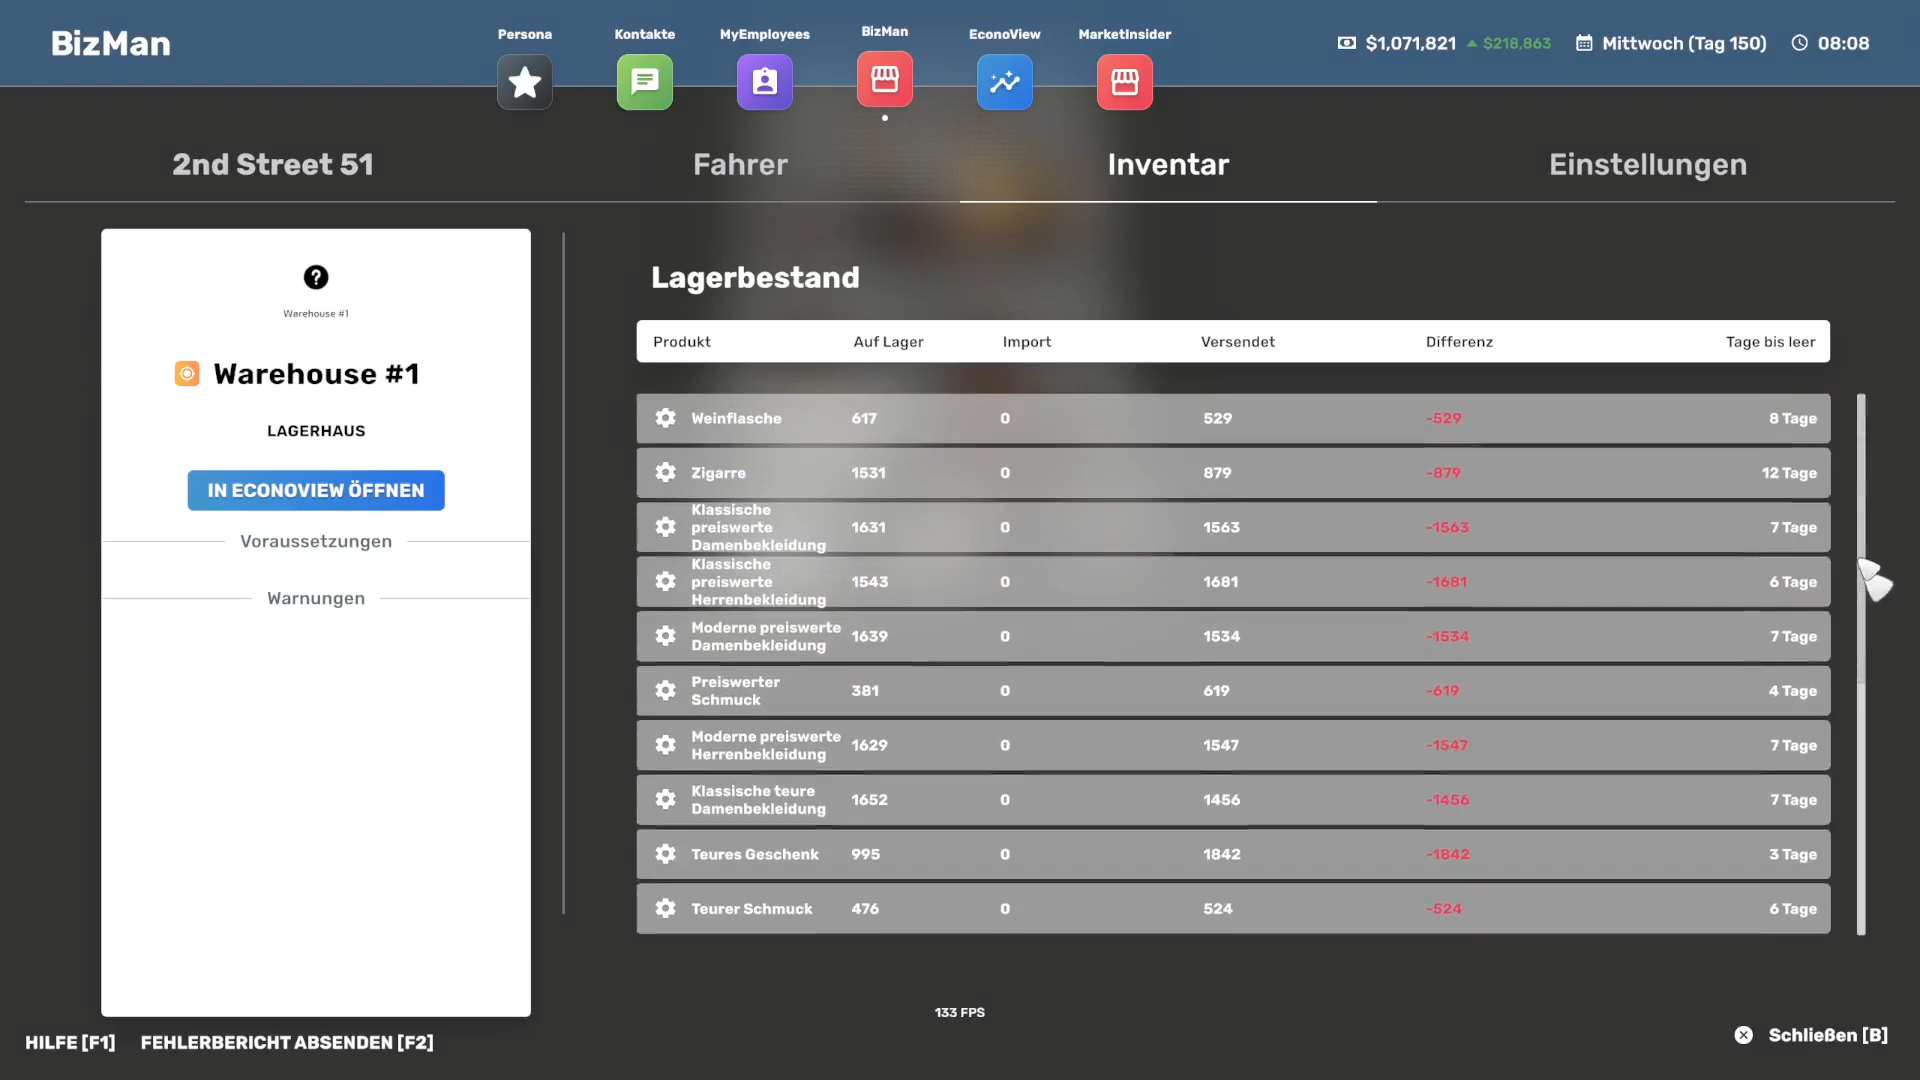 BizMan
Persona
Kontakte
MyEmployees
BizMan
EconoView
MarketInsider
$1,071,821
$218,863
Mittwoch (Tag 150)
08:08
2nd Street 51
Fahrer
Inventar
Einstellungen
Warehouse #1
Warehouse #1
LAGERHAUS
IN ECONOVIEW ÖFFNEN
Voraussetzungen
Warnungen
Lagerbestand
Produkt Auf Lager Import Versendet Differenz Tage bis leer
Weinflasche 617 0 529 -529 8 Tage
Zigarre 1531 0 879 -879 12 Tage
Klassische
preiswerte
Damenbekleidung
1631 0 1563 -1563 7 Tage
Klassische
preiswerte
Herrenbekleidung
1543 0 1681 -1681 6 Tage
Moderne preiswerte
Damenbekleidung
1639 0 1534 -1534 7 Tage
Preiswerter
Schmuck
381 0 619 -619 4 Tage
Moderne preiswerte
Herrenbekleidung
1629 0 1547 -1547 7 Tage
Klassische teure
Damenbekleidung
1652 0 1456 -1456 7 Tage
Teures Geschenk 995 0 1842 -1842 3 Tage
Teurer Schmuck 476 0 524 -524 6 Tage
133 FPS
HILFE [F1]
FEHLERBERICHT ABSENDEN [F2]
Schließen [B]